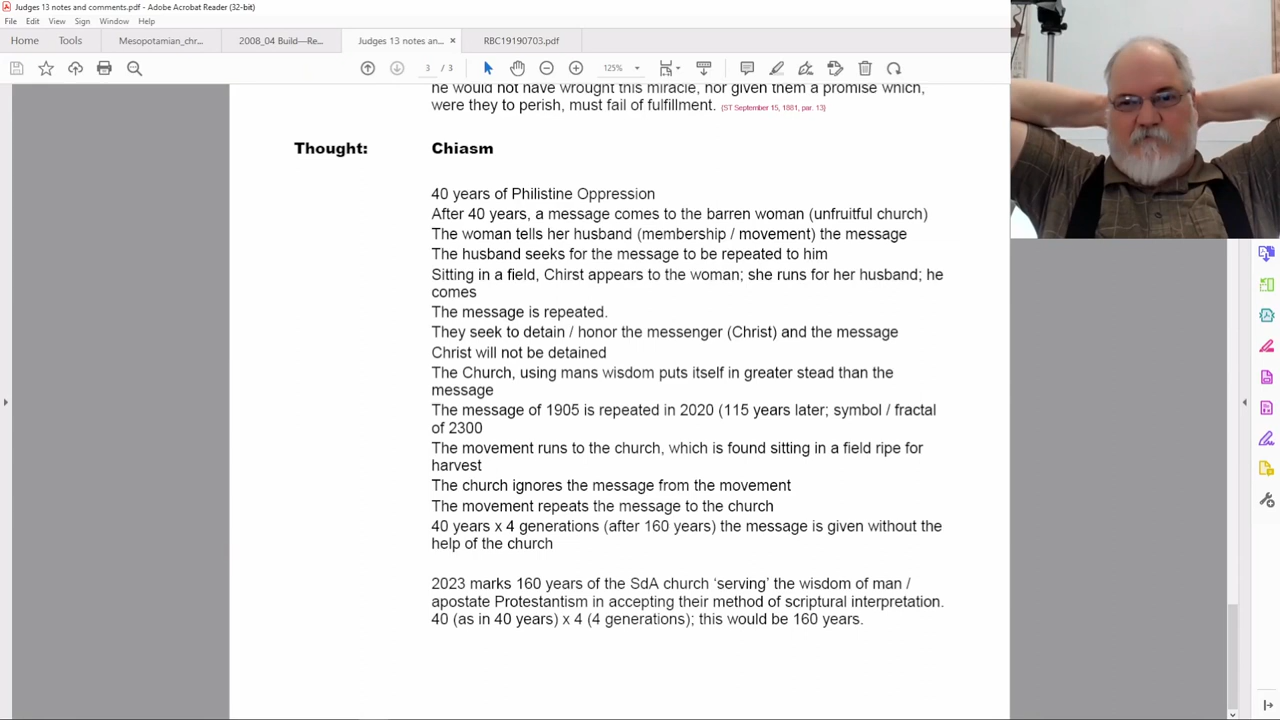 Judges 13 notes and comments.pdf - Adobe Acrobat Reader (32-bit)
File Edit View Sign Window Help
Home Tools Mesopotamian_chr... 2008_04 Build—Re... Judges 13 notes an... × RBC19190703.pdf
3 / 3 125%
he would not have wrought this miracle, nor given them a promise which,
were they to perish, must fail of fulfillment. {ST September 15, 1881, par. 13}
Thought: Chiasm
40 years of Philistine Oppression
After 40 years, a message comes to the barren woman (unfruitful church)
The woman tells her husband (membership / movement) the message
The husband seeks for the message to be repeated to him
Sitting in a field, Chirst appears to the woman; she runs for her husband; he
comes
The message is repeated.
They seek to detain / honor the messenger (Christ) and the message
Christ will not be detained
The Church, using mans wisdom puts itself in greater stead than the
message
The message of 1905 is repeated in 2020 (115 years later; symbol / fractal
of 2300
The movement runs to the church, which is found sitting in a field ripe for
harvest
The church ignores the message from the movement
The movement repeats the message to the church
40 years x 4 generations (after 160 years) the message is given without the
help of the church
2023 marks 160 years of the SdA church ‘serving’ the wisdom of man /
apostate Protestantism in accepting their method of scriptural interpretation.
40 (as in 40 years) x 4 (4 generations); this would be 160 years.